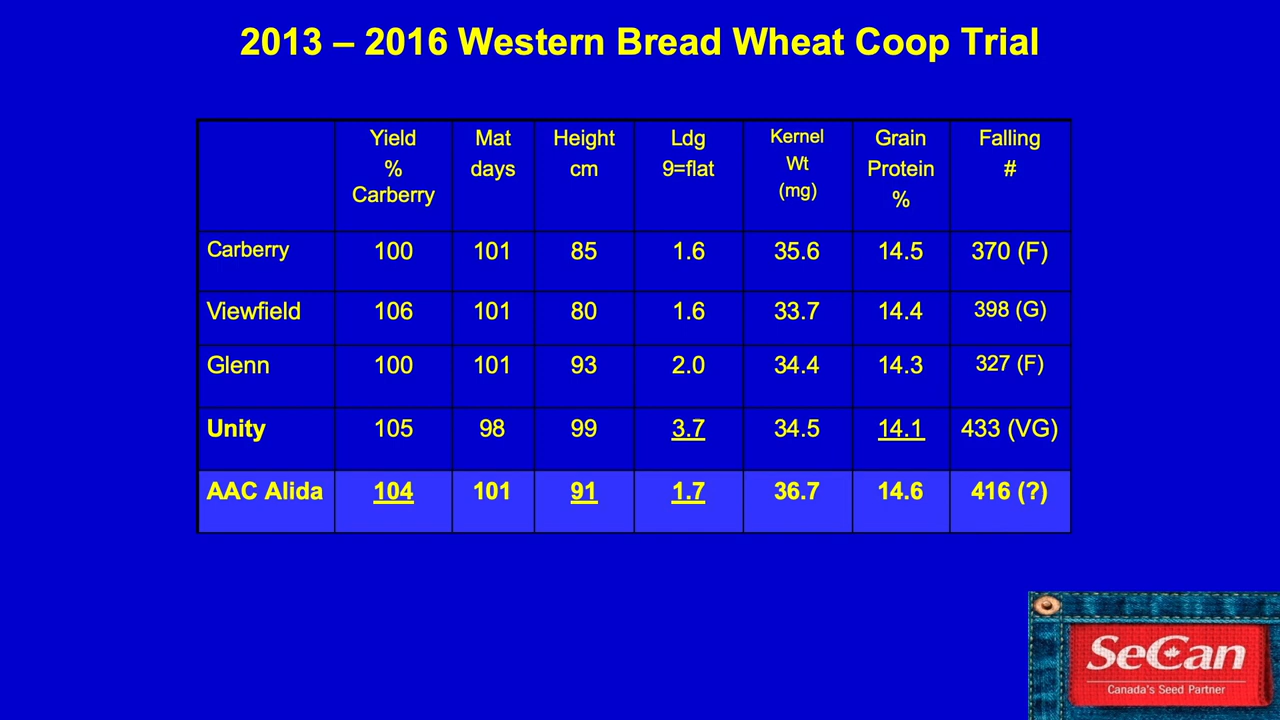 2013 – 2016 Western Bread Wheat Coop Trial
Yield % Carberry Mat days Height cm Ldg 9=flat Kernel Wt (mg) Grain Protein % Falling #
Carberry 100 101 85 1.6 35.6 14.5 370 (F)
Viewfield 106 101 80 1.6 33.7 14.4 398 (G)
Glenn 100 101 93 2.0 34.4 14.3 327 (F)
Unity 105 98 99 3.7 34.5 14.1 433 (VG)
AAC Alida 104 101 91 1.7 36.7 14.6 416 (?)
SeCan
Canada's Seed Partner